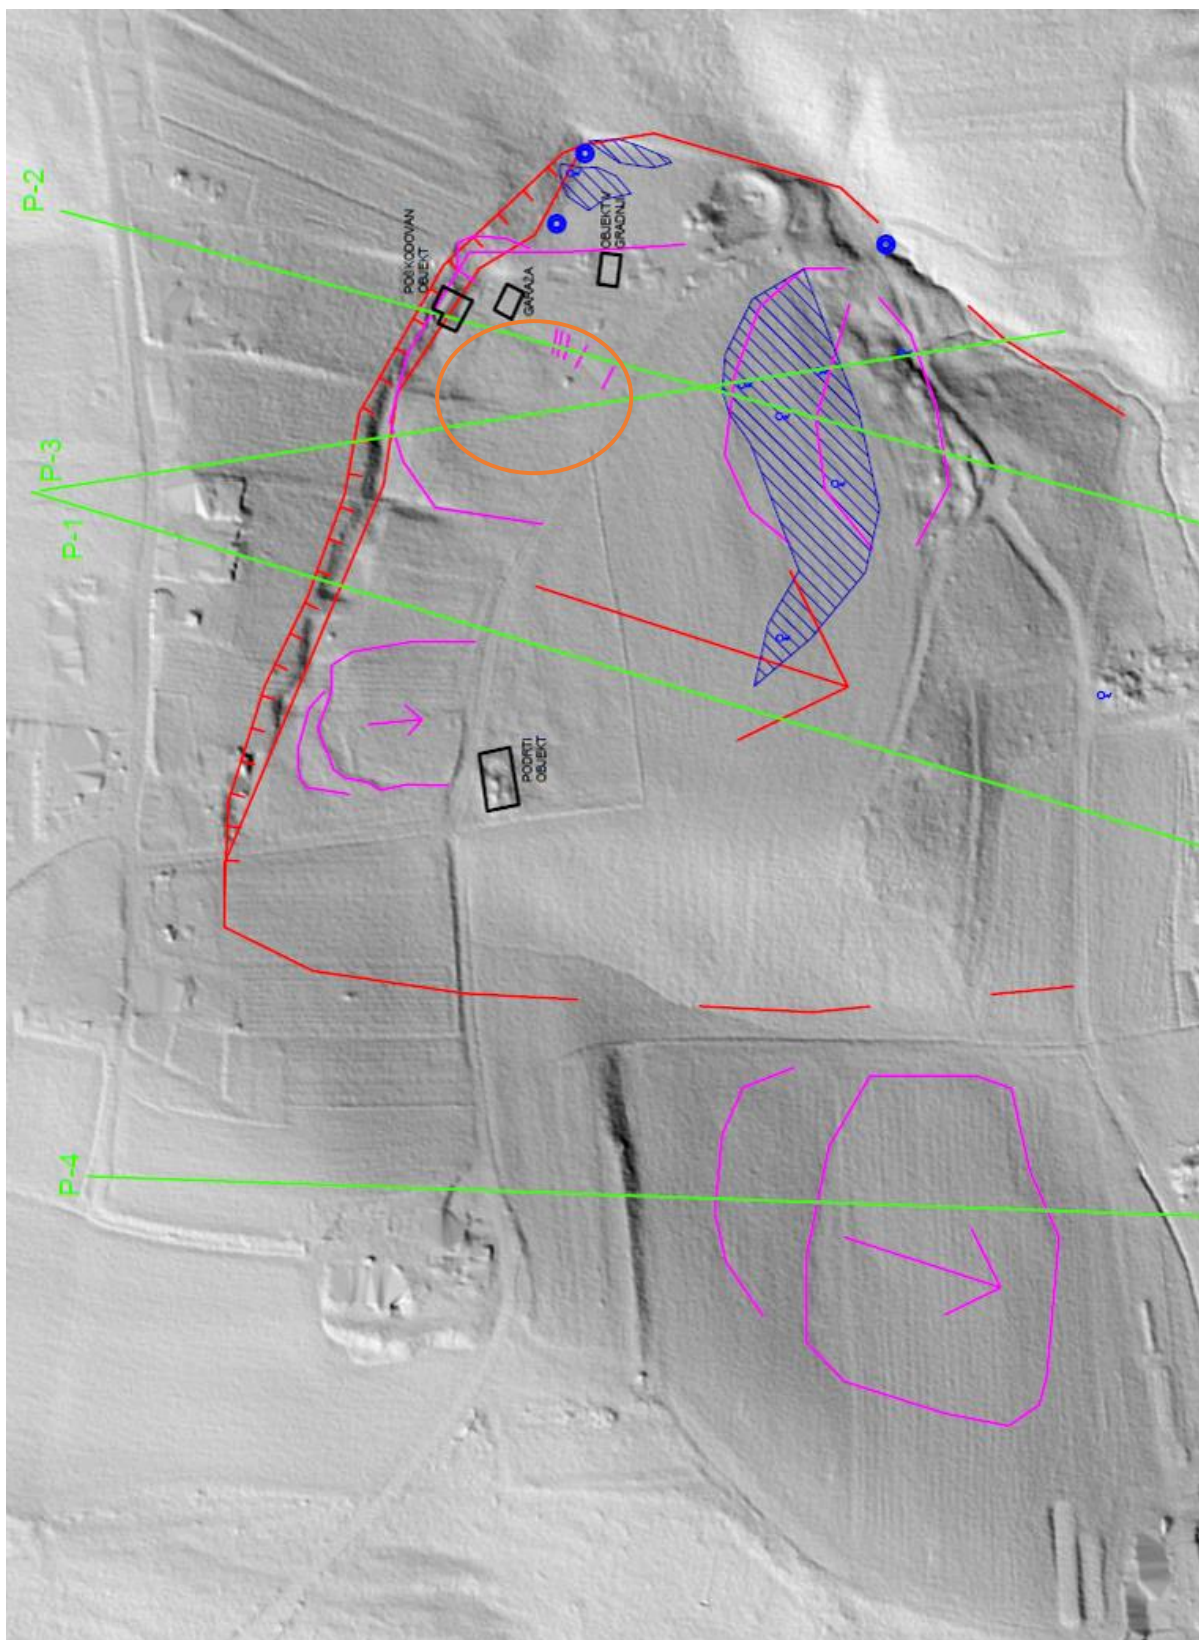 P-2
POŠKODOVAN
OBJEKT
GARAŽA
OBJEKT V
GRADNJI
P-3
P-1
PODRTI
OBJEKT
P-4